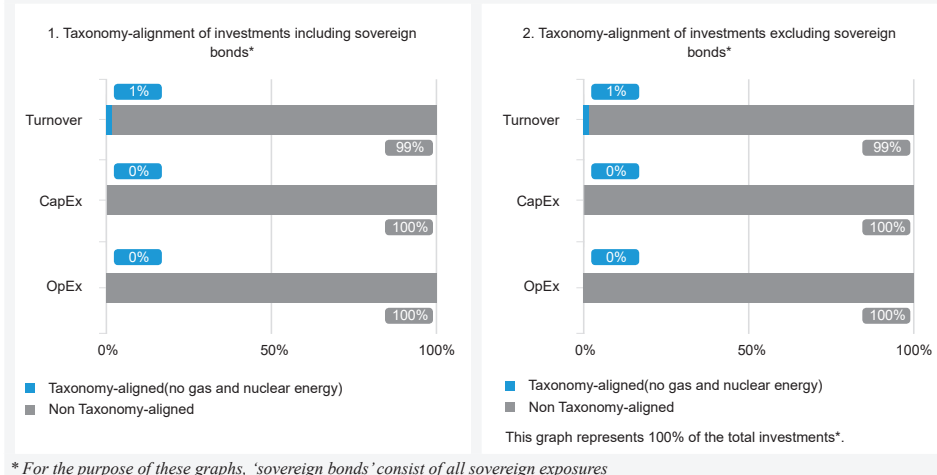 1. Taxonomy-alignment of investments including sovereign
bonds*
1%
Turnover
99%
0%
CapEx
100%
0%
OpEx
100%
0%
50%
100%
Taxonomy-aligned(no gas and nuclear energy)
Non Taxonomy-aligned
2. Taxonomy-alignment of investments excluding sovereign
bonds*
1%
Turnover
99%
0%
CapEx
100%
0%
OpEx
100%
0%
50%
100%
Taxonomy-aligned(no gas and nuclear energy)
Non Taxonomy-aligned
This graph represents 100% of the total investments*.
* For the purpose of these graphs, ‘sovereign bonds’ consist of all sovereign exposures